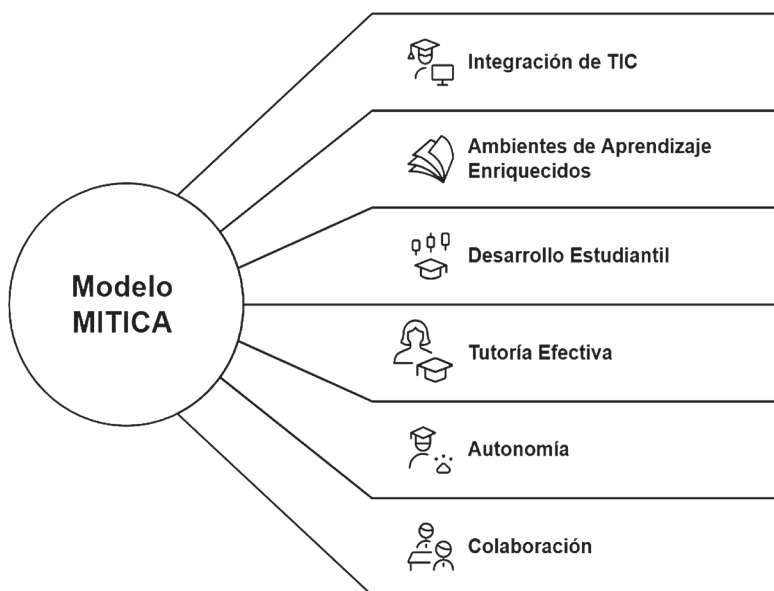 Modelo
MITICA
Integración de TIC
Ambientes de Aprendizaje
Enriquecidos
Desarrollo Estudiantil
Tutoría Efectiva
Autonomía
Colaboración